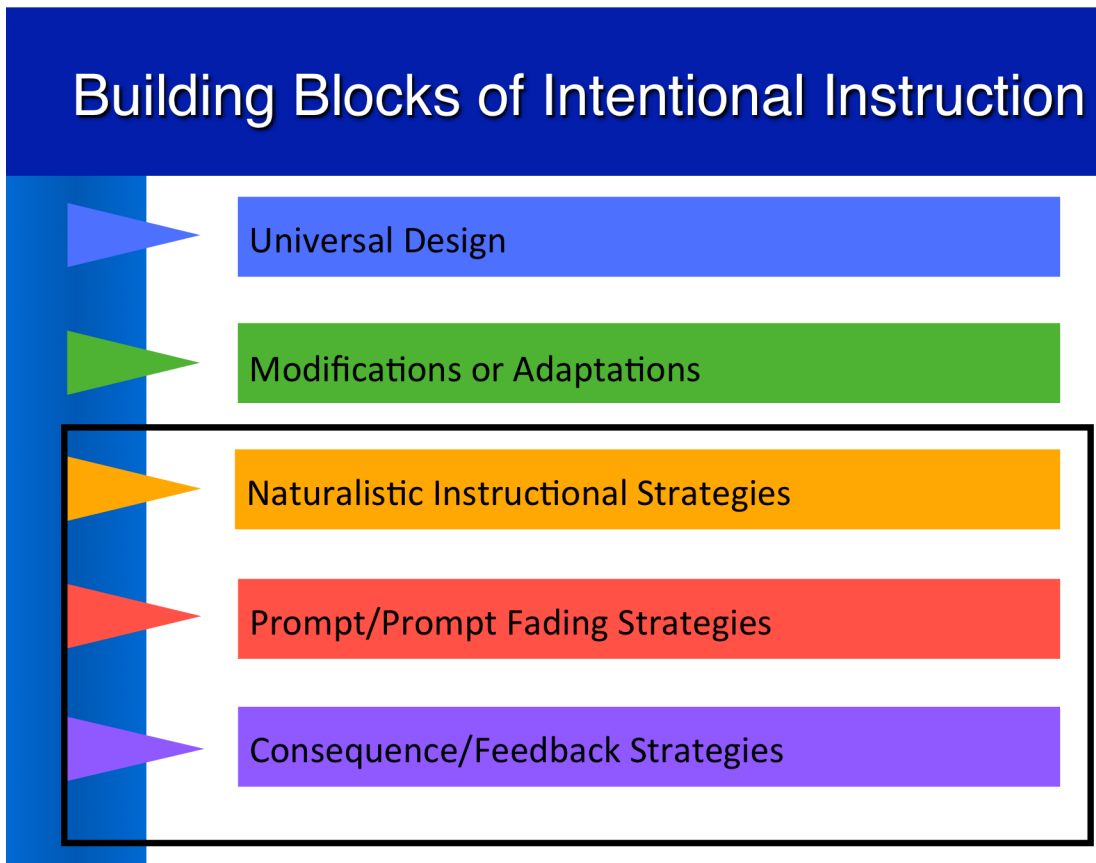 Building Blocks of Intentional Instruction
Universal Design
Modifications or Adaptations
Naturalistic Instructional Strategies
Prompt/Prompt Fading Strategies
Consequence/Feedback Strategies